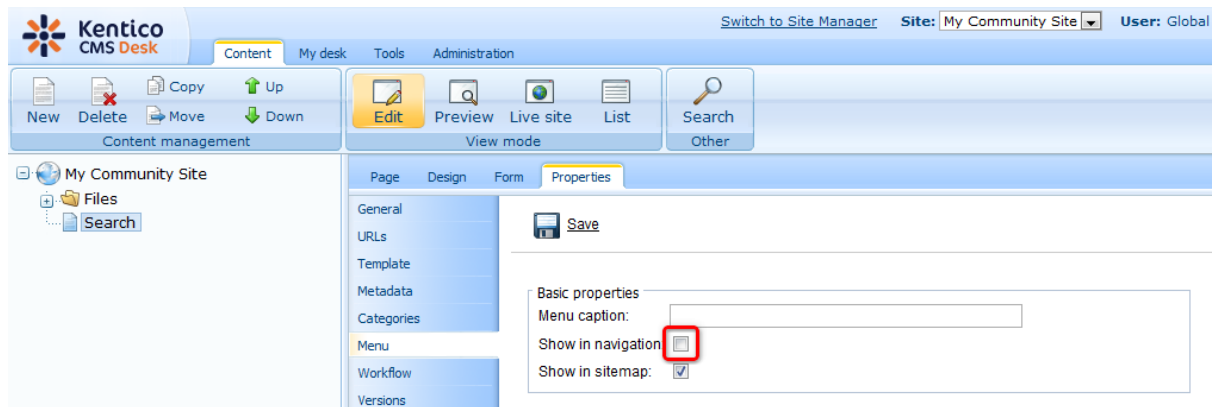 Kentico
CMS Desk
Switch to Site Manager Site: My Community Site User: Global
Content My desk Tools Administration
New Delete Copy Move Up Down
Content management
Edit Preview Live site List
View mode
Search
Other
My Community Site
Files
Search
Page Design Form Properties
General
URLs
Template
Metadata
Categories
Menu
Workflow
Versions
Save
Basic properties
Menu caption:
Show in navigation
Show in sitemap: